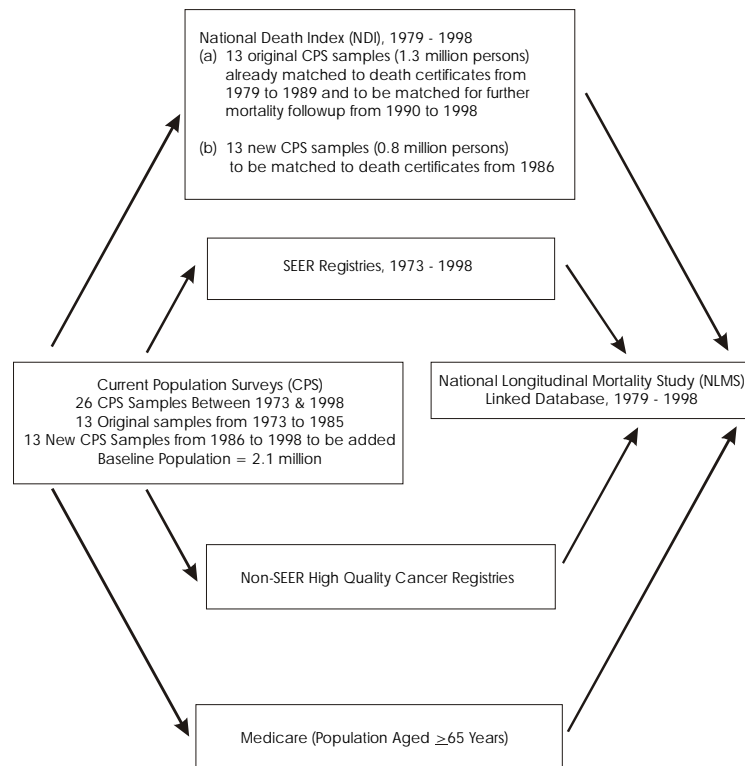 National Death Index (NDI), 1979 - 1998
(a) 13 original CPS samples (1.3 million persons)
already matched to death certificates from
1979 to 1989 and to be matched for further
mortality followup from 1990 to 1998
(b) 13 new CPS samples (0.8 million persons)
to be matched to death certificates from 1986
SEER Registries, 1973 - 1998
Current Population Surveys (CPS)
26 CPS Samples Between 1973 & 1998
13 Original samples from 1973 to 1985
13 New CPS Samples from 1986 to 1998 to be added
Baseline Population = 2.1 million
National Longitudinal Mortality Study (NLMS)
Linked Database, 1979 - 1998
Non-SEER High Quality Cancer Registries
Medicare (Population Aged ≥65 Years)